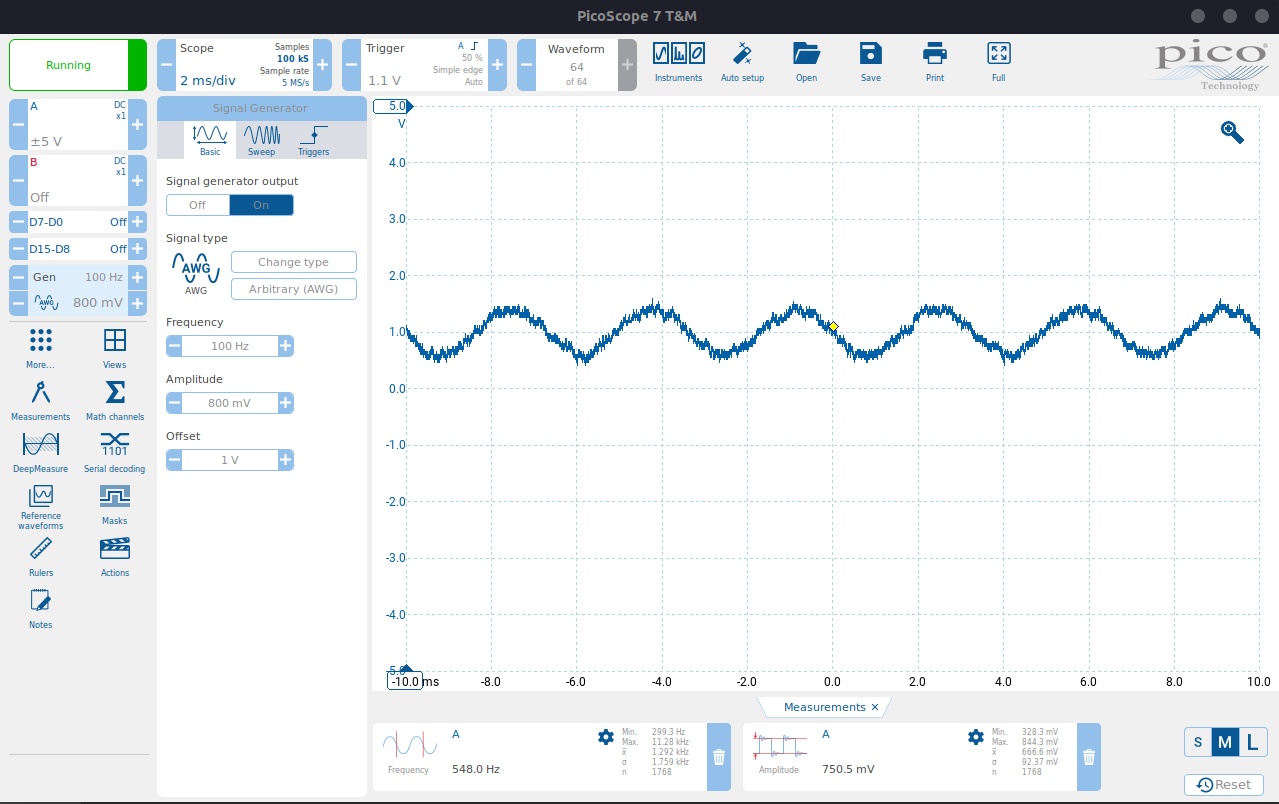 PicoScope 7 T&M
Running
Scope
2 ms/div
Samples
100 kS
Sample rate
5 MS/s
Trigger
1.1 V
A
50 %
Simple edge
Auto
Waveform
64
of 64
Instruments
Auto setup
Open
Save
Print
Full
pico
Technology
A
DC
x1
±5 V
B
DC
x1
Off
D7-D0 Off
D15-D8 Off
Gen 100 Hz
AWG 800 mV
More...
Views
Measurements
Math channels
DeepMeasure
1101
Serial decoding
Reference
waveforms
Masks
Rulers
Actions
Notes
Signal Generator
Basic
Sweep
Triggers
Signal generator output
Off On
Signal type
AWG
AWG
Change type
Arbitrary (AWG)
Frequency
100 Hz
Amplitude
800 mV
Offset
1 V
5.0
V
4.0
3.0
2.0
1.0
0.0
-1.0
-2.0
-3.0
-4.0
-5.0
-10.0 ms -8.0 -6.0 -4.0 -2.0 0.0 2.0 4.0 6.0 8.0 10.0
Measurements ×
Frequency
A
548.0 Hz
Min. 299.3 Hz
Max. 11.28 kHz
x̄ 1.292 kHz
σ 1.759 kHz
n 1768
Amplitude
A
750.5 mV
Min. 328.3 mV
Max. 844.3 mV
x̄ 666.6 mV
σ 92.37 mV
n 1768
S M L
Reset